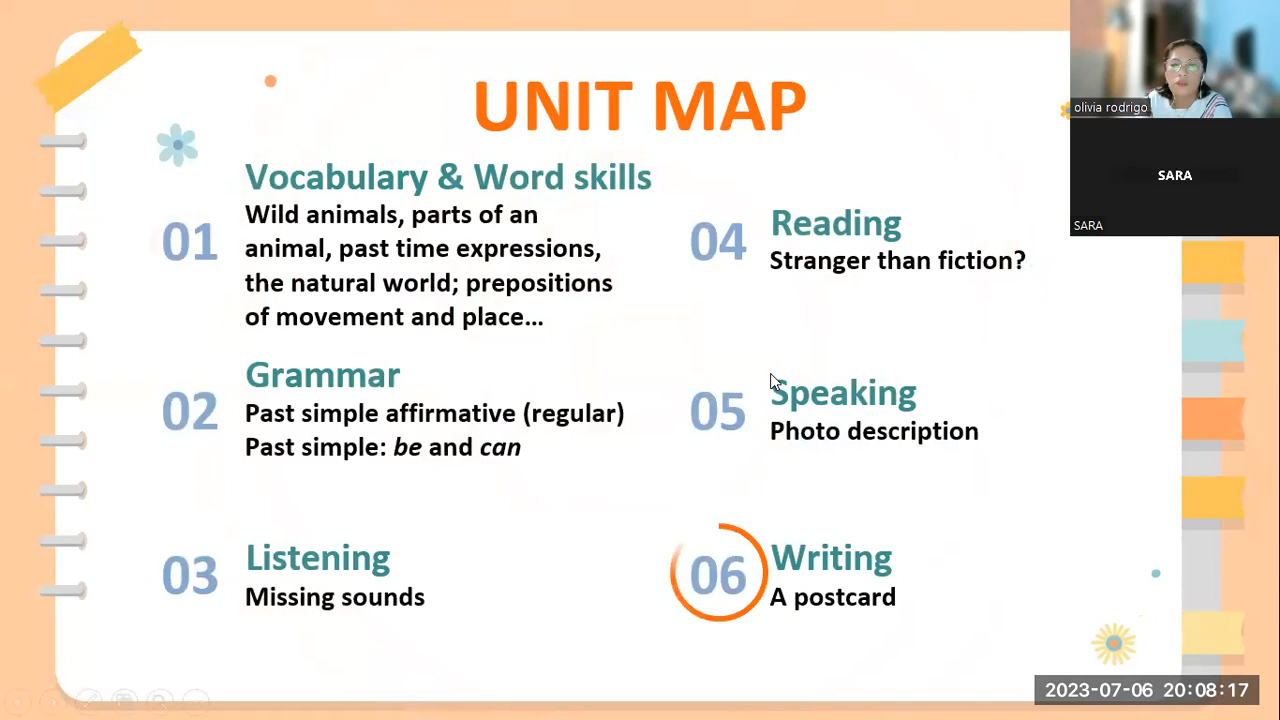 UNIT MAP
01
Vocabulary & Word skills
Wild animals, parts of an
animal, past time expressions,
the natural world; prepositions
of movement and place...
02
Grammar
Past simple affirmative (regular)
Past simple: be and can
03
Listening
Missing sounds
04
Reading
Stranger than fiction?
05
Speaking
Photo description
06
Writing
A postcard
olivia rodrigo
SARA
SARA
2023-07-06 20:08:17